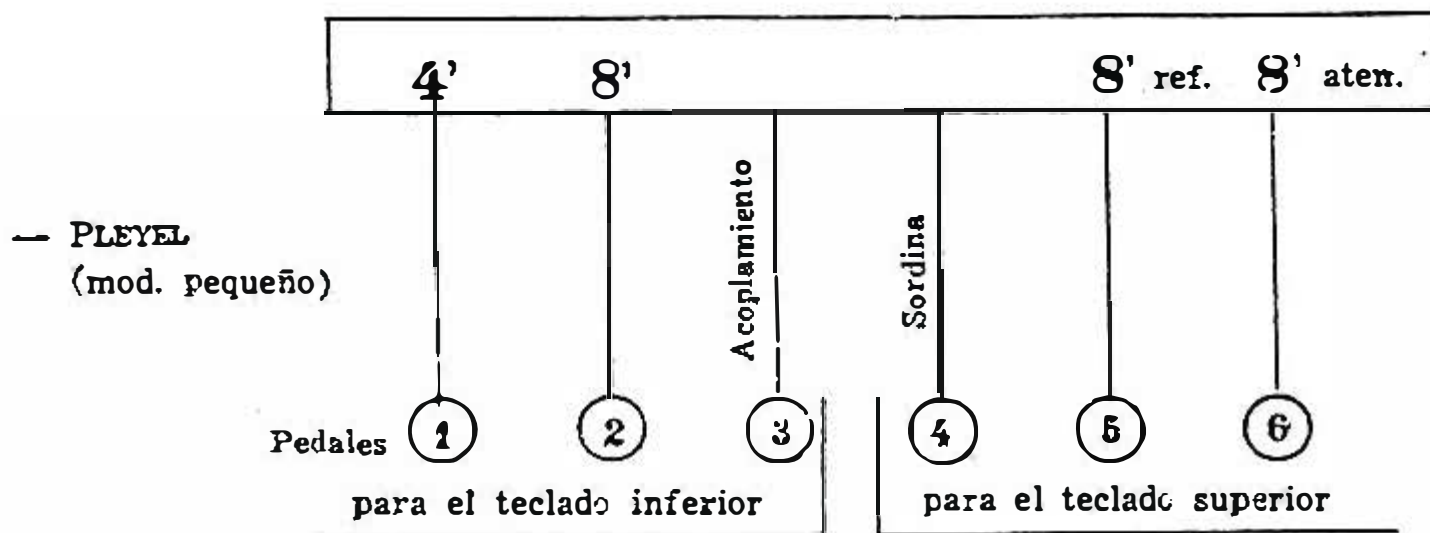 4' 8' 8' ref. 8' aten.
Acoplamiento
Sordina
— PLEYEL
(mod. pequeño)
Pedales 1 2 3 4 5 6
para el teclado inferior para el teclado superior